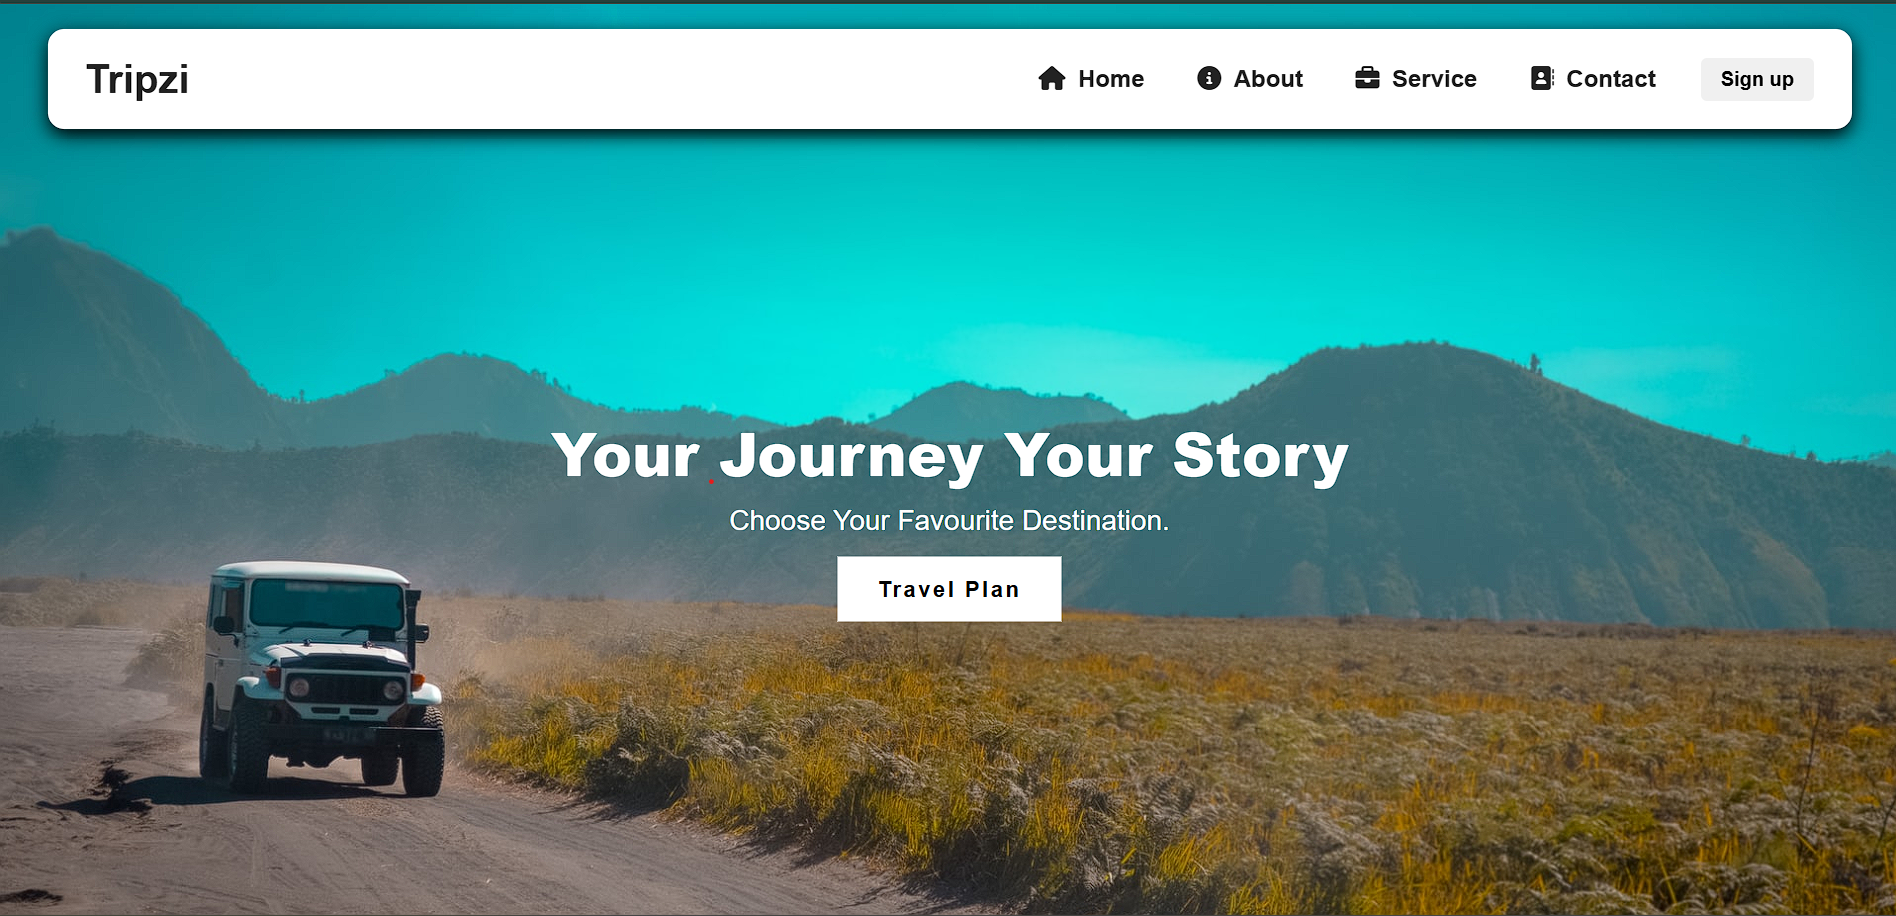 Tripzi
Home About Service Contact Sign up
Your Journey Your Story
Choose Your Favourite Destination.
Travel Plan